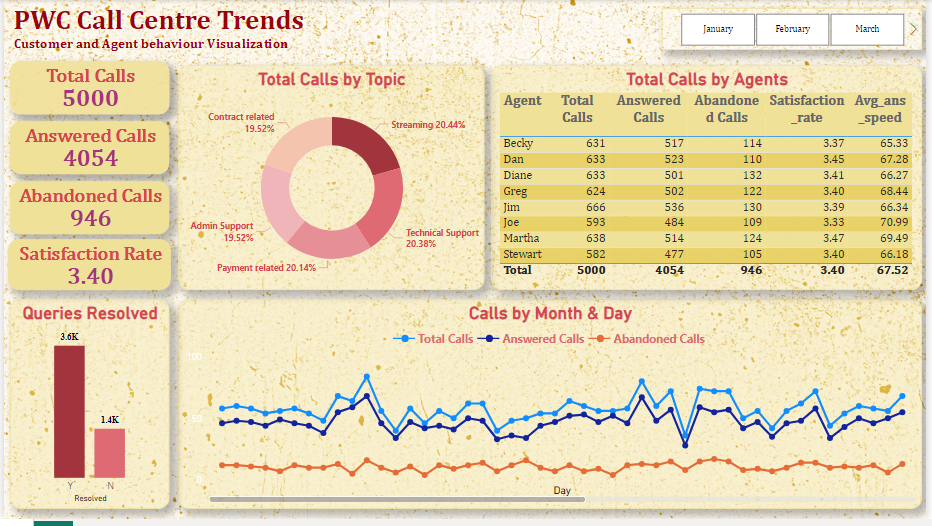 PWC Call Centre Trends
Customer and Agent behaviour Visualization
January February March
Total Calls
5000
Answered Calls
4054
Abandoned Calls
946
Satisfaction Rate
3.40
Total Calls by Topic
Contract related
19.52%
Streaming 20.44%
Admin Support
19.52%
Technical Support
20.38%
Payment related 20.14%
Total Calls by Agents
Agent Total Answered Abandone Satisfaction Avg_ans
Calls Calls d Calls _rate _speed
Becky 631 517 114 3.37 65.33
Dan 633 523 110 3.45 67.28
Diane 633 501 132 3.41 66.27
Greg 624 502 122 3.40 68.44
Jim 666 536 130 3.39 66.34
Joe 593 484 109 3.33 70.99
Martha 638 514 124 3.47 69.49
Stewart 582 477 105 3.40 66.18
Total 5000 4054 946 3.40 67.52
Queries Resolved
3.6K
1.4K
Y N
Resolved
Calls by Month & Day
Total Calls Answered Calls Abandoned Calls
100
Day